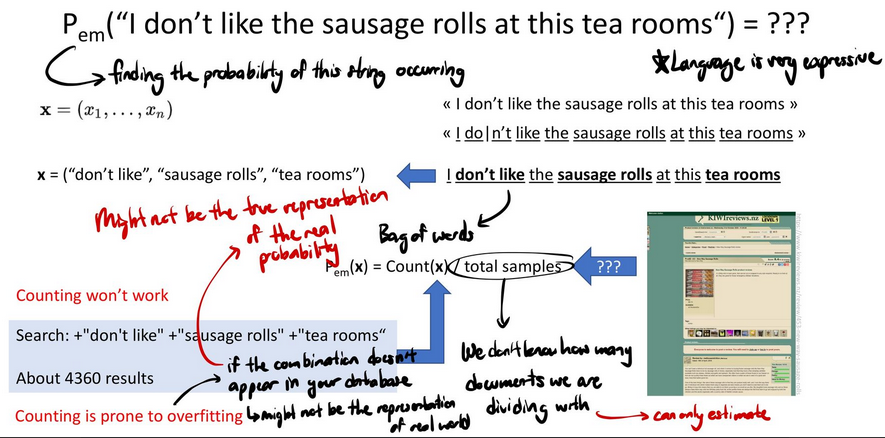 P_em("I don't like the sausage rolls at this tea rooms") = ???
finding the probability of this string occurring
*Language is very expressive
x = (x_1, . . . , x_n)
« I don't like the sausage rolls at this tea rooms »
« I do|n't like the sausage rolls at this tea rooms »
x = ("don't like", "sausage rolls", "tea rooms")
I don't like the sausage rolls at this tea rooms
Might not be the true representation
of the real
probability
Bag of words
P_em(x) = Count(x) / total samples
???
KIWIreviews.nz
LEVEL 1
Counting won't work
Search: +"don't like" +"sausage rolls" +"tea rooms"
About 4360 results
if the combination doesn't
appear in your database
↳might not be the representation
of real world
Counting is prone to overfitting
We don't know how many
documents we are
dividing with
can only estimate